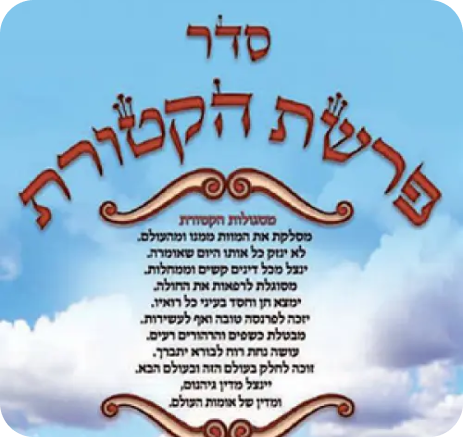 סדר
פרשת הקטורת
מסגולות הקטורת
מסלקת את המוות ממנו ומהעולם.
לא ינזק כל אותו היום שאומרה.
ינצל מכל דינים קשים וממחלות.
מסוגלת לרפאות את החולה.
ימצא חן וחסד בעיני כל רואיו.
יזכה לפרנסה טובה ואף לעשירות.
מבטלת כשפים והרהורים רעים.
עושה נחת רוח לבורא יתברך.
זוכה לחלק בעולם הזה ובעולם הבא.
יינצל מדין גיהנום,
ומדין של אומות העולם.